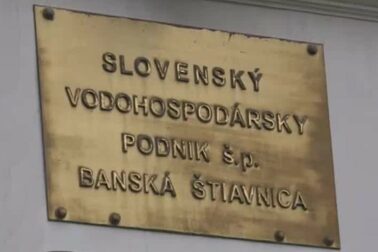 SLOVENSKÝ
VODOHOSPODÁRSKY
PODNIK š.p.
BANSKÁ ŠTIAVNICA